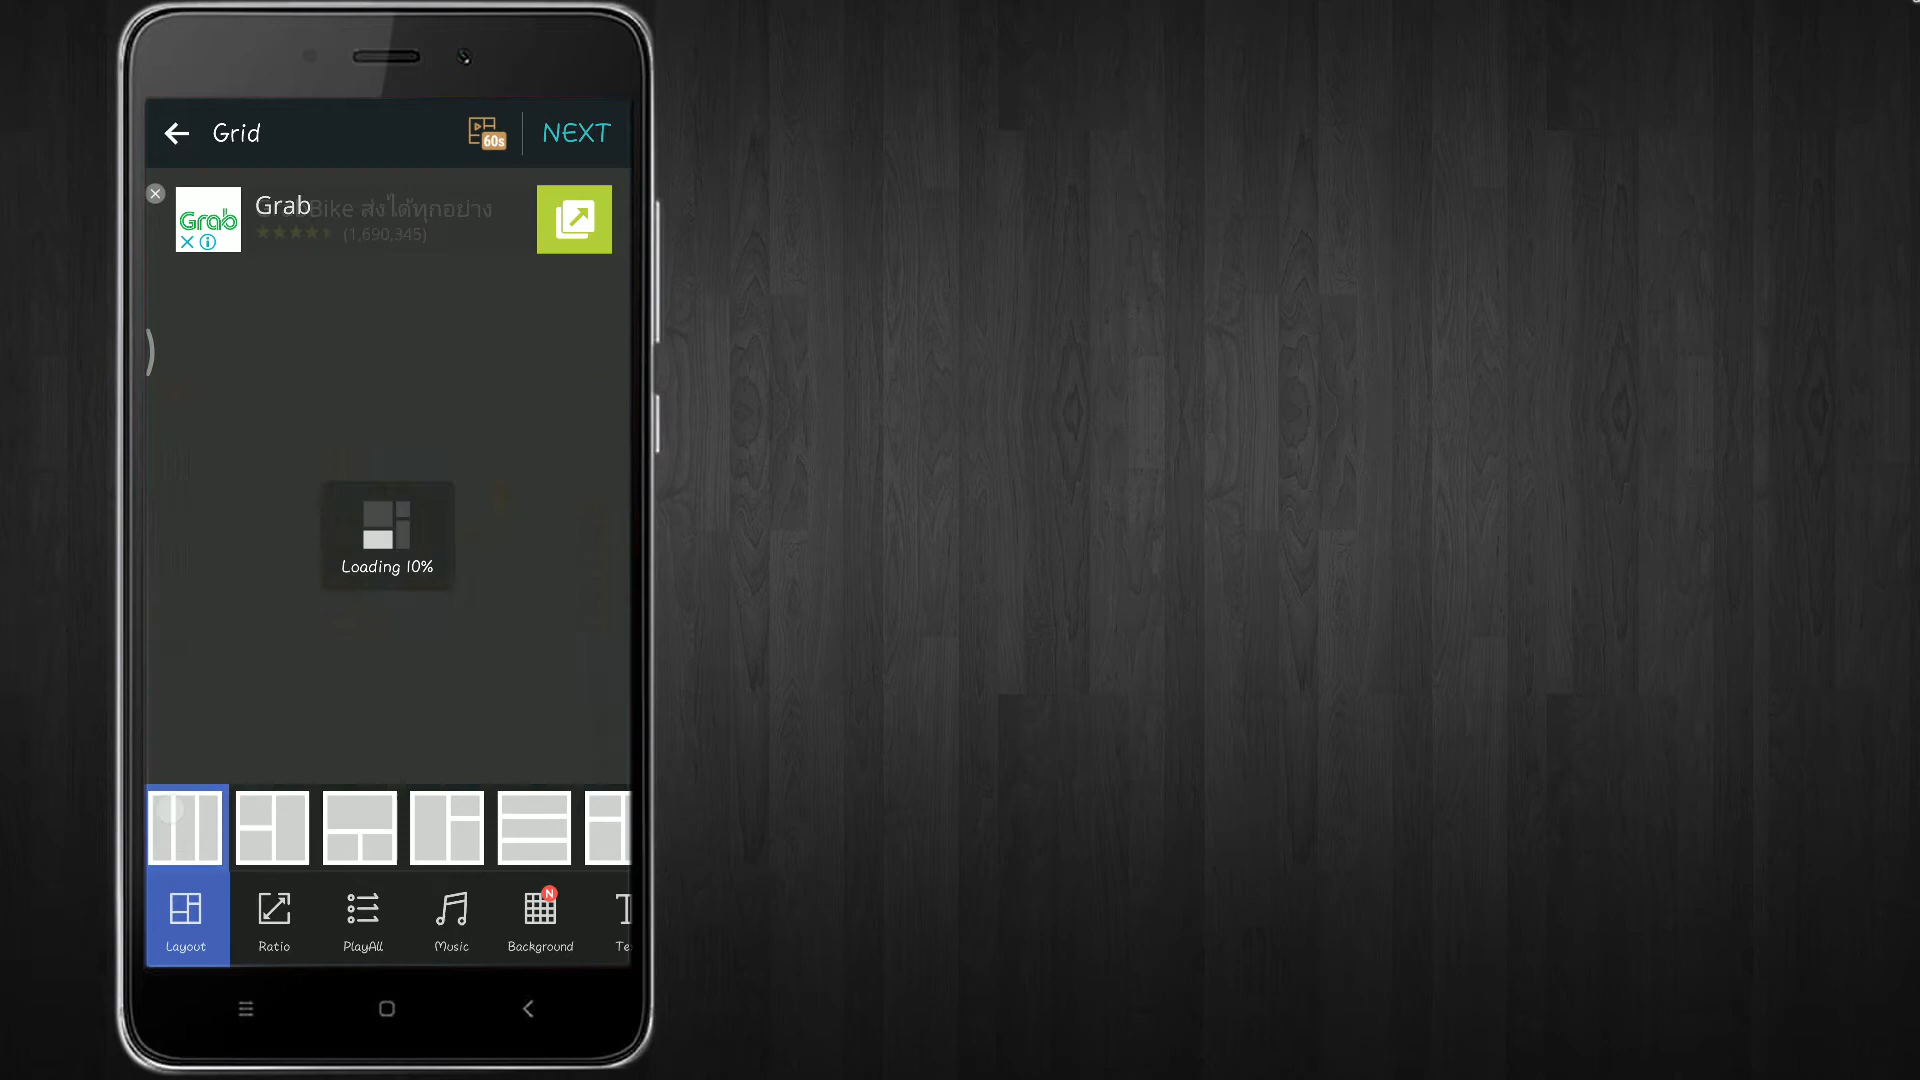 Grid
60s
NEXT
Grab
Grab
Bike ส่งได้ทุกอย่าง
(1,690,345)
Loading 10%
N
Layout
Ratio
PlayAll
Music
Background
Te